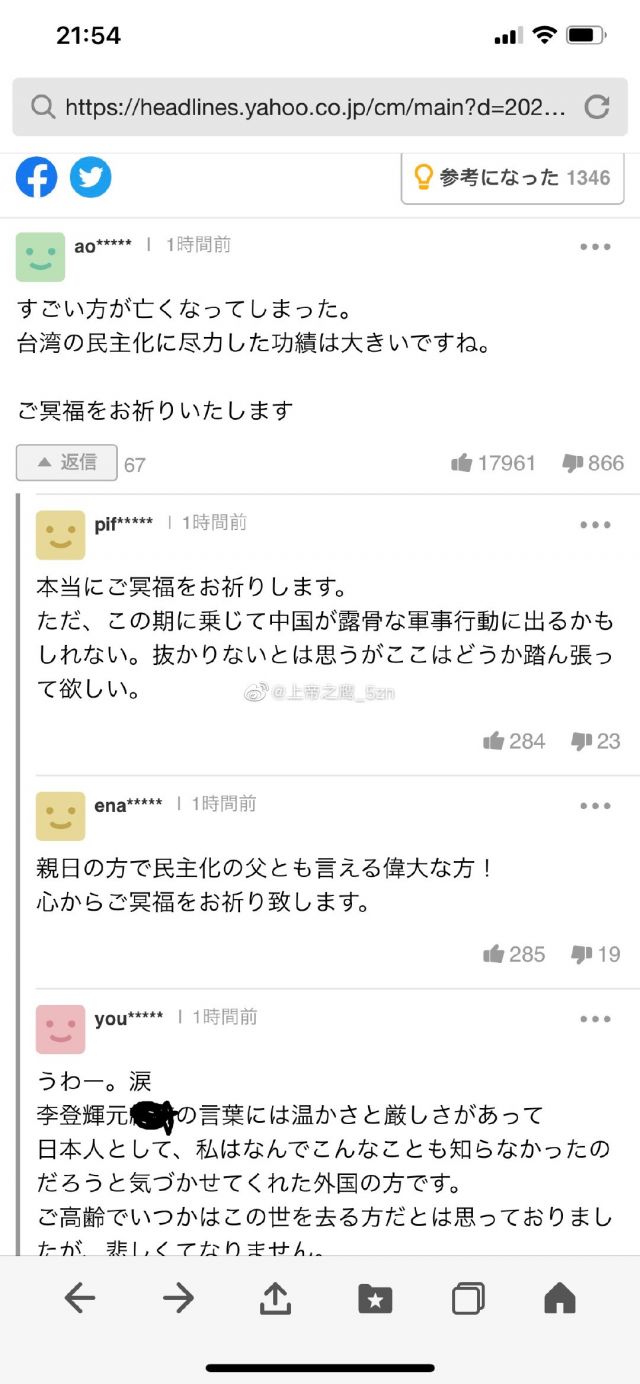 21:54
https://headlines.yahoo.co.jp/cm/main?d=202...
参考になった 1346
ao***** | 1時間前
すごい方が亡くなってしまった。
台湾の民主化に尽力した功績は大きいですね。
ご冥福をお祈りいたします
返信 67
17961 866
pif***** | 1時間前
本当にご冥福をお祈りします。
ただ、この期に乗じて中国が露骨な軍事行動に出るかも
しれない。抜かりないとは思うがここはどうか踏ん張っ
て欲しい。
@上帝之鹰_5zn
284 23
ena***** | 1時間前
親日の方で民主化の父とも言える偉大な方！
心からご冥福をお祈り致します。
285 19
you***** | 1時間前
うわー。涙
李登輝元の言葉には温かさと厳しさがあって
日本人として、私はなんでこんなことも知らなかったの
だろうと気づかせてくれた外国の方です。
ご高齢でいつかはこの世を去る方だとは思っておりまし
たが、悲しくてなりません。